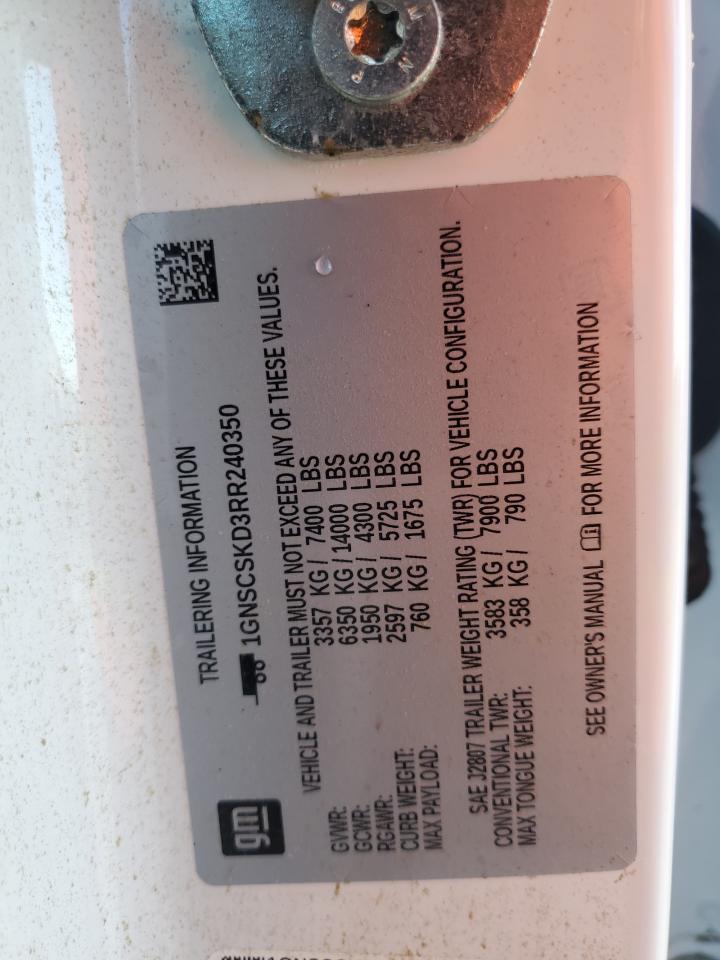 gm
TRAILERING INFORMATION
1GNSCSKD3RR240350
VEHICLE AND TRAILER MUST NOT EXCEED ANY OF THESE VALUES.
GVWR: 3357 KG / 7400 LBS
GCWR: 6350 KG / 14000 LBS
RGAWR: 1950 KG / 4300 LBS
CURB WEIGHT: 2597 KG / 5725 LBS
MAX PAYLOAD: 760 KG / 1675 LBS
SAE J2807 TRAILER WEIGHT RATING (TWR) FOR VEHICLE CONFIGURATION.
CONVENTIONAL TWR: 3583 KG / 7900 LBS
MAX TONGUE WEIGHT: 358 KG / 790 LBS
SEE OWNER'S MANUAL FOR MORE INFORMATION